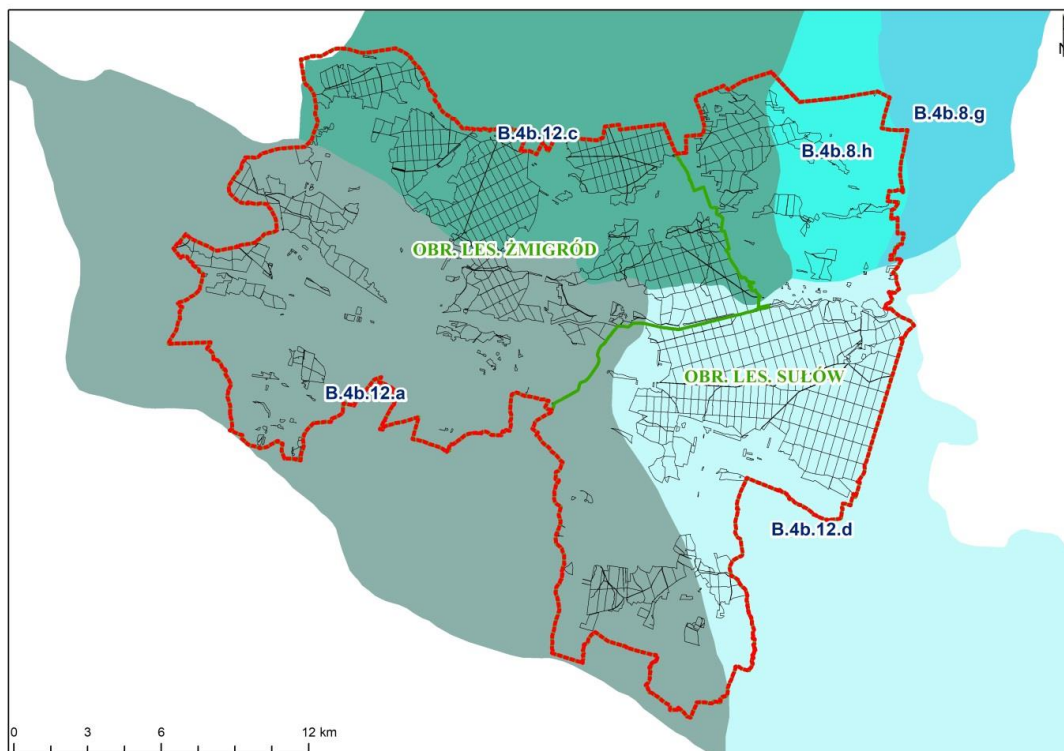 N
B.4b.8.g
B.4b.12.c
B.4b.8.h
OBR. LES. ŻMIGRÓD
OBR. LES. SUŁÓW
B.4b.12.a
B.4b.12.d
0 3 6 12 km